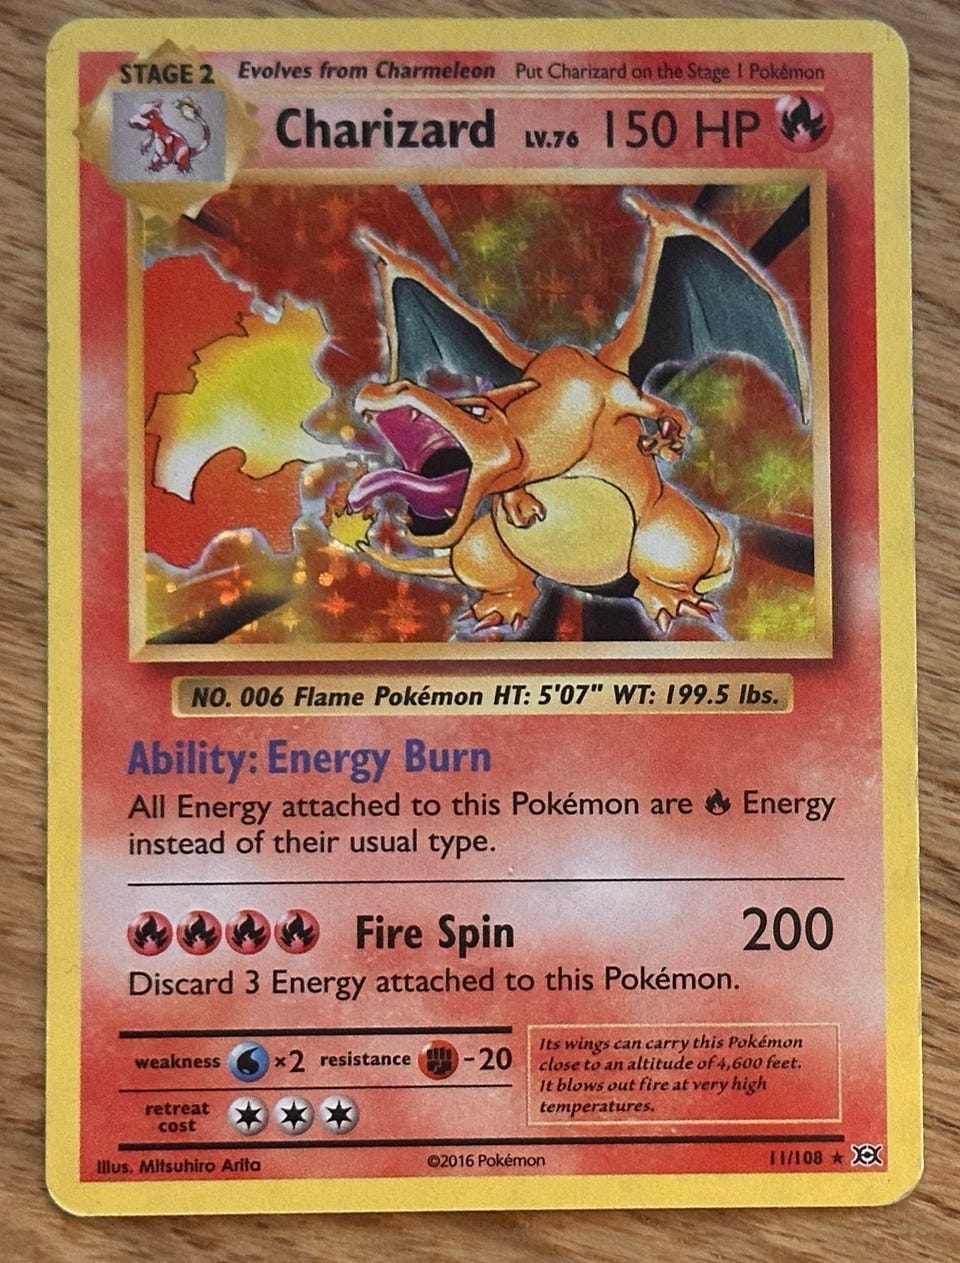 STAGE 2 Evolves from Charmeleon Put Charizard on the Stage 1 Pokémon
Charizard LV.76 150 HP
NO. 006 Flame Pokémon HT: 5'07" WT: 199.5 lbs.
Ability: Energy Burn
All Energy attached to this Pokémon are Energy
instead of their usual type.
Fire Spin 200
Discard 3 Energy attached to this Pokémon.
weakness ×2 resistance -20
retreat
cost
Its wings can carry this Pokémon
close to an altitude of 4,600 feet.
It blows out fire at very high
temperatures.
Illus. Mitsuhiro Arita ©2016 Pokémon 11/108 ★